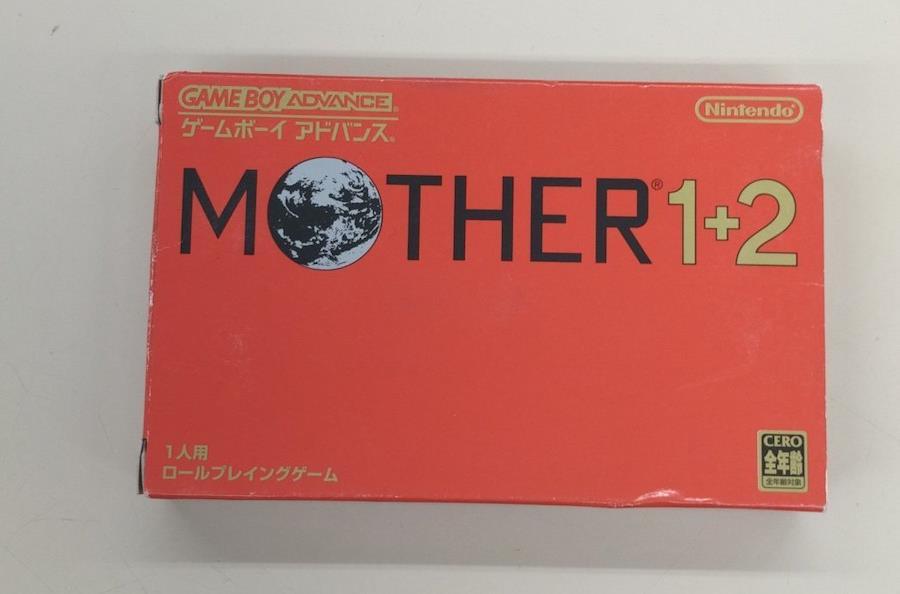 GAME BOY ADVANCE
ゲームボーイ アドバンス®
Nintendo®
MOTHER® 1+2
1人用
ロールプレイングゲーム
CERO
全年齢
全年齢対象